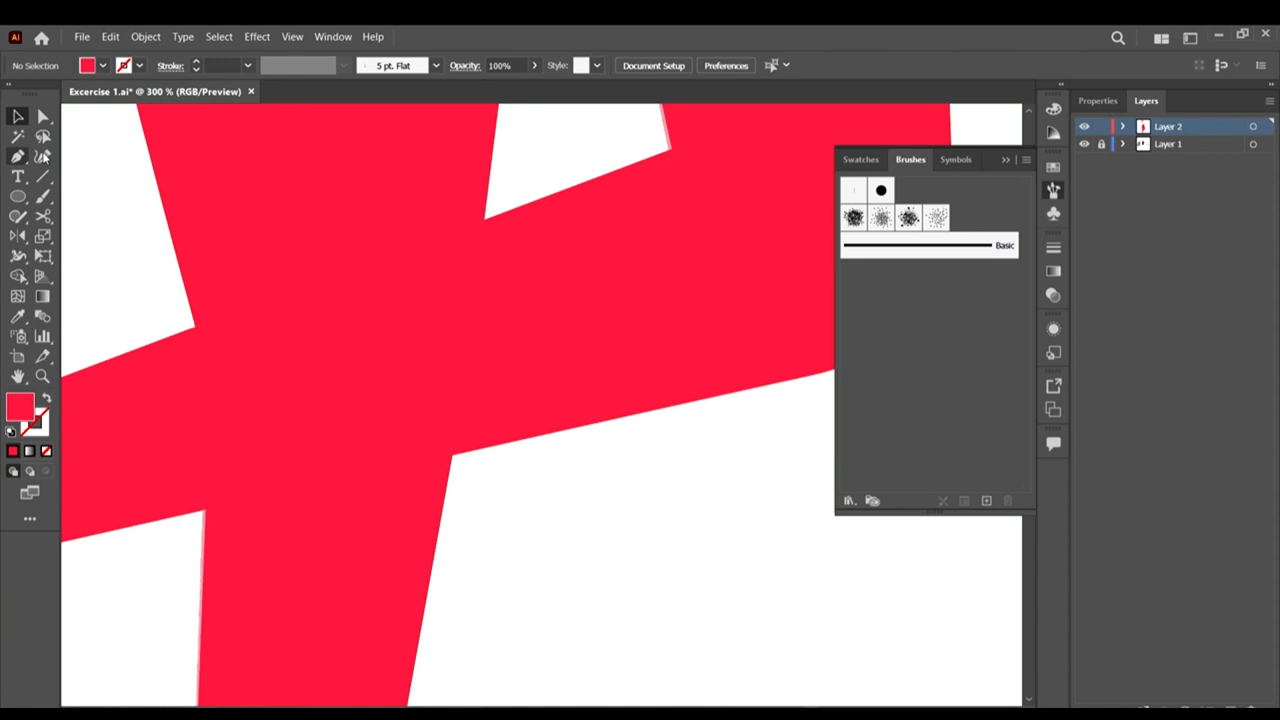 Ai File Edit Object Type Select Effect View Window Help
No Selection Stroke: 5 pt. Flat Opacity: 100% Style: Document Setup Preferences
Excercise 1.ai* @ 300 % (RGB/Preview) ×
Properties Layers
Layer 2
Layer 1
Swatches Brushes Symbols
Basic